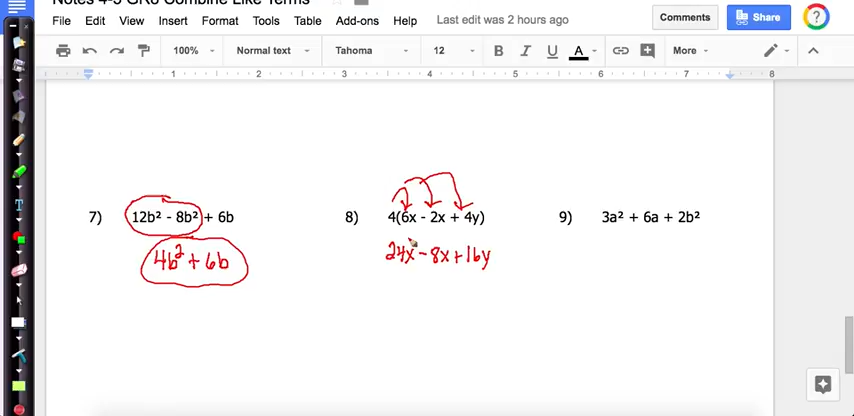 Notes 4-5 GR6 Combine Like Terms
File Edit View Insert Format Tools Table Add-ons Help Last edit was 2 hours ago
Comments Share ?
100% Normal text Tahoma 12 B I U A More
1 1 2 3 4 5 6 7 8
7) 12b² - 8b² + 6b 8) 4(6x - 2x + 4y) 9) 3a² + 6a + 2b²
4b² + 6b 24x - 8x + 16y
T